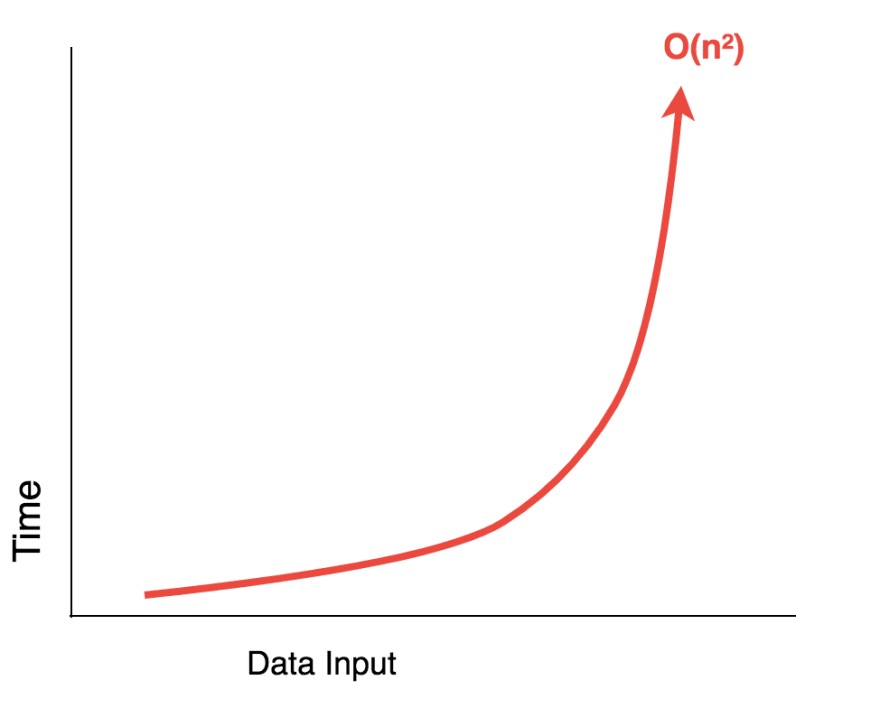 O(n²)
Time
Data Input